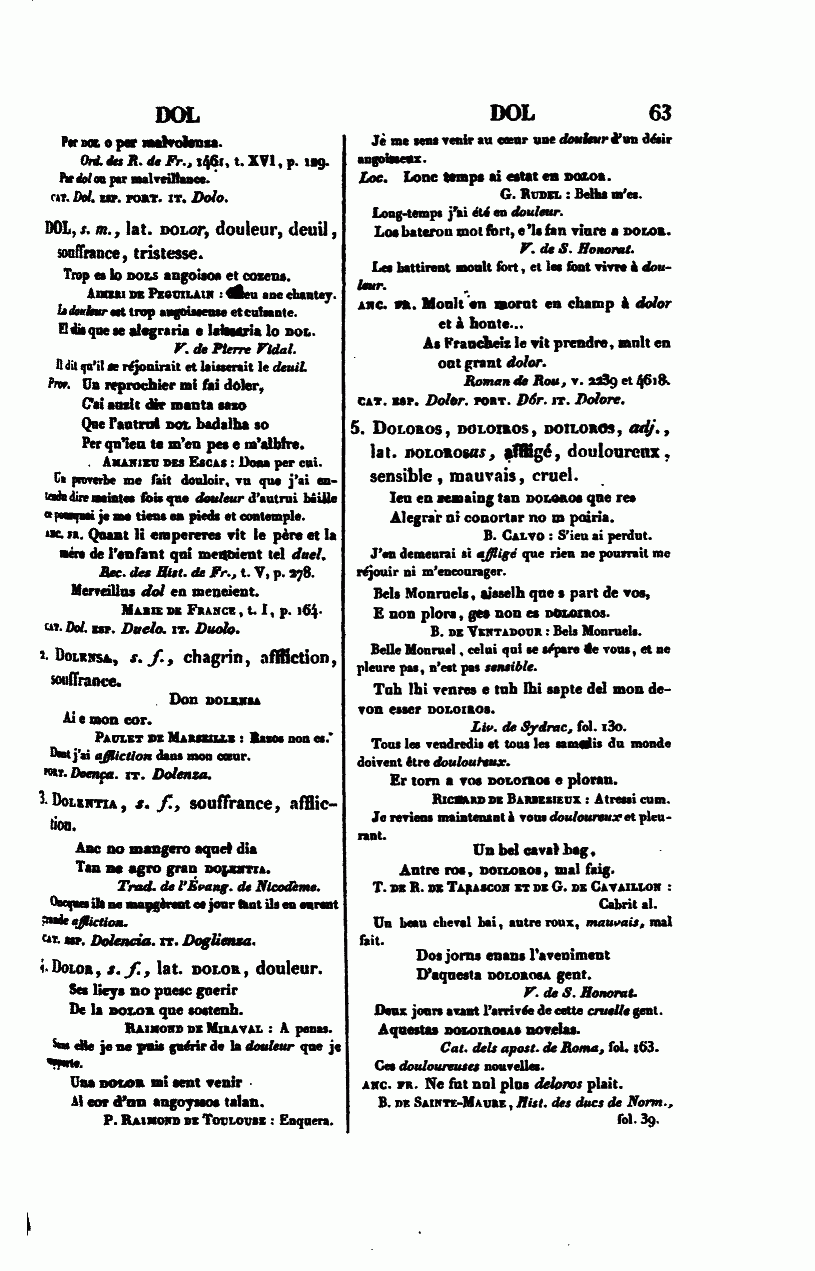 DOL
Per DOL o per malvolensa.
Ord. des R. de Fr., 1461, t. XVI, p. 129.
Par dol ou par malveillance.
CAT. Dol. ESP. PORT. IT. Dolo.
DOL, s. m., lat. DOLOR, douleur, deuil,
souffrance, tristesse.
Trop es lo DOLS angoisos et cozens.
AIMERI DE PEGUILAIN : eu ane chantey.
La douleur est trop angoisseuse et cuisante.
El dis que se alegraria e laissaria lo DOL.
V. de Pierre Vidal.
Il dit qu'il se réjouirait et laisserait le deuil.
Prov. Un reprochier mi fai doler,
C'ai auzit dir manta sazo
Que l'autrui DOL badalha so
Per qu'ieu te m'en pes e m'albire.
AMANIEU DES ESCAS : Dona per cui.
Un proverbe me fait douloir, vu que j'ai en-
tendu dire maintes fois que douleur d'autrui bâille
ce pourquoi je me tiens en pieds et contemple.
ANC. FR. Quant li empereres vit le père et la
mère de l'enfant qui menoient tel duel.
Rec. des Hist. de Fr., t. V, p. 278.
Merveillus dol en meneient.
MARIE DE FRANCE, t. I, p. 164.
CAT. Dol. ESP. Duelo. IT. Duolo.
2. DOLENSA, s. f., chagrin, affliction,
souffrance.
Don DOLENSA
Ai e mon cor.
PAULET DE MARSEILLE : Razos non es.
Dont j'ai affliction dans mon cœur.
PORT. Doença. IT. Dolenza.
3. DOLENTIA, s. f., souffrance, afflic-
tion.
Anc no mangero aquel dia
Tan ne agro gran DOLENTIA.
Trad. de l'Évang. de Nicodème.
Oncques ils ne mangèrent ce jour tant ils en eurent
grande affliction.
CAT. ESP. Dolencia. IT. Doglienza.
4. DOLOR, s. f., lat. DOLOR, douleur.
Ses lieys no puesc guerir
De la DOLOR que sostenh.
RAIMOND DE MIRAVAL : A penas.
Sans elle je ne puis guérir de la douleur que je
supporte.
Una DOLOR mi sent venir
Al cor d'un angoyssos talan.
P. RAIMOND DE TOULOUSE : Enquera.
DOL 63
Je me sens venir au cœur une douleur d'un désir
angoisseux.
Loc. Lonc temps ai estat en DOLOR.
G. RUDEL : Belhs m'es.
Long-temps j'ai été en douleur.
Los bateron mot fort, e 'ls fan viure a DOLOR.
V. de S. Honorat.
Les battirent moult fort, et les font vivre à dou-
leur.
ANC. FR. Moult en morut en champ à dolor
et à honte...
As Francheiz le vit prendre, mult en
out grant dolor.
Roman de Rou, v. 2239 et 4618.
CAT. ESP. Dolor. PORT. Dór. IT. Dolore.
5. DOLOROS, DOLOIROS, DOILOROS, adj.,
lat. DOLOROSUS, affligé, douloureux,
sensible, mauvais, cruel.
Ieu en remaing tan DOLOROS que res
Alegrar ni conortar no m poiria.
B. CALVO : S'ieu ai perdut.
J'en demeurai si affligé que rien ne pourrait me
réjouir ni m'encourager.
Bels Monruels, aisselh que s part de vos,
E non plora, ges non es DOLOIROS.
B. DE VENTADOUR : Bels Monruels.
Belle Monruel, celui qui se sépare de vous, et ne
pleure pas, n'est pas sensible.
Tuh lhi venres e tuh lhi sapte del mon de-
von esser DOLOIROS.
Liv. de Sydrac, fol. 130.
Tous les vendredis et tous les samedis du monde
doivent être douloureux.
Er torn a vos DOLOIROS e ploran.
RICHARD DE BARBESIEUX : Atressi cum.
Je reviens maintenant à vous douloureux et pleu-
rant.
Un bel caval bag,
Autre ros, DOILOROS, mal faig.
T. DE R. DE TARASCON ET DE G. DE CAVAILLON :
Cabrit al.
Un beau cheval bai, autre roux, mauvais, mal
fait.
Dos jorns enans l'aveniment
D'aquesta DOLOROSA gent.
V. de S. Honorat.
Deux jours avant l'arrivée de cette cruelle gent.
Aquestas DOLOIROSAS novelas.
Cat. dels apost. de Roma, fol. 163.
Ces douloureuses nouvelles.
ANC. FR. Ne fut nul plus deloros plait.
B. DE SAINTE-MAURE, Hist. des ducs de Norm.,
fol. 39.